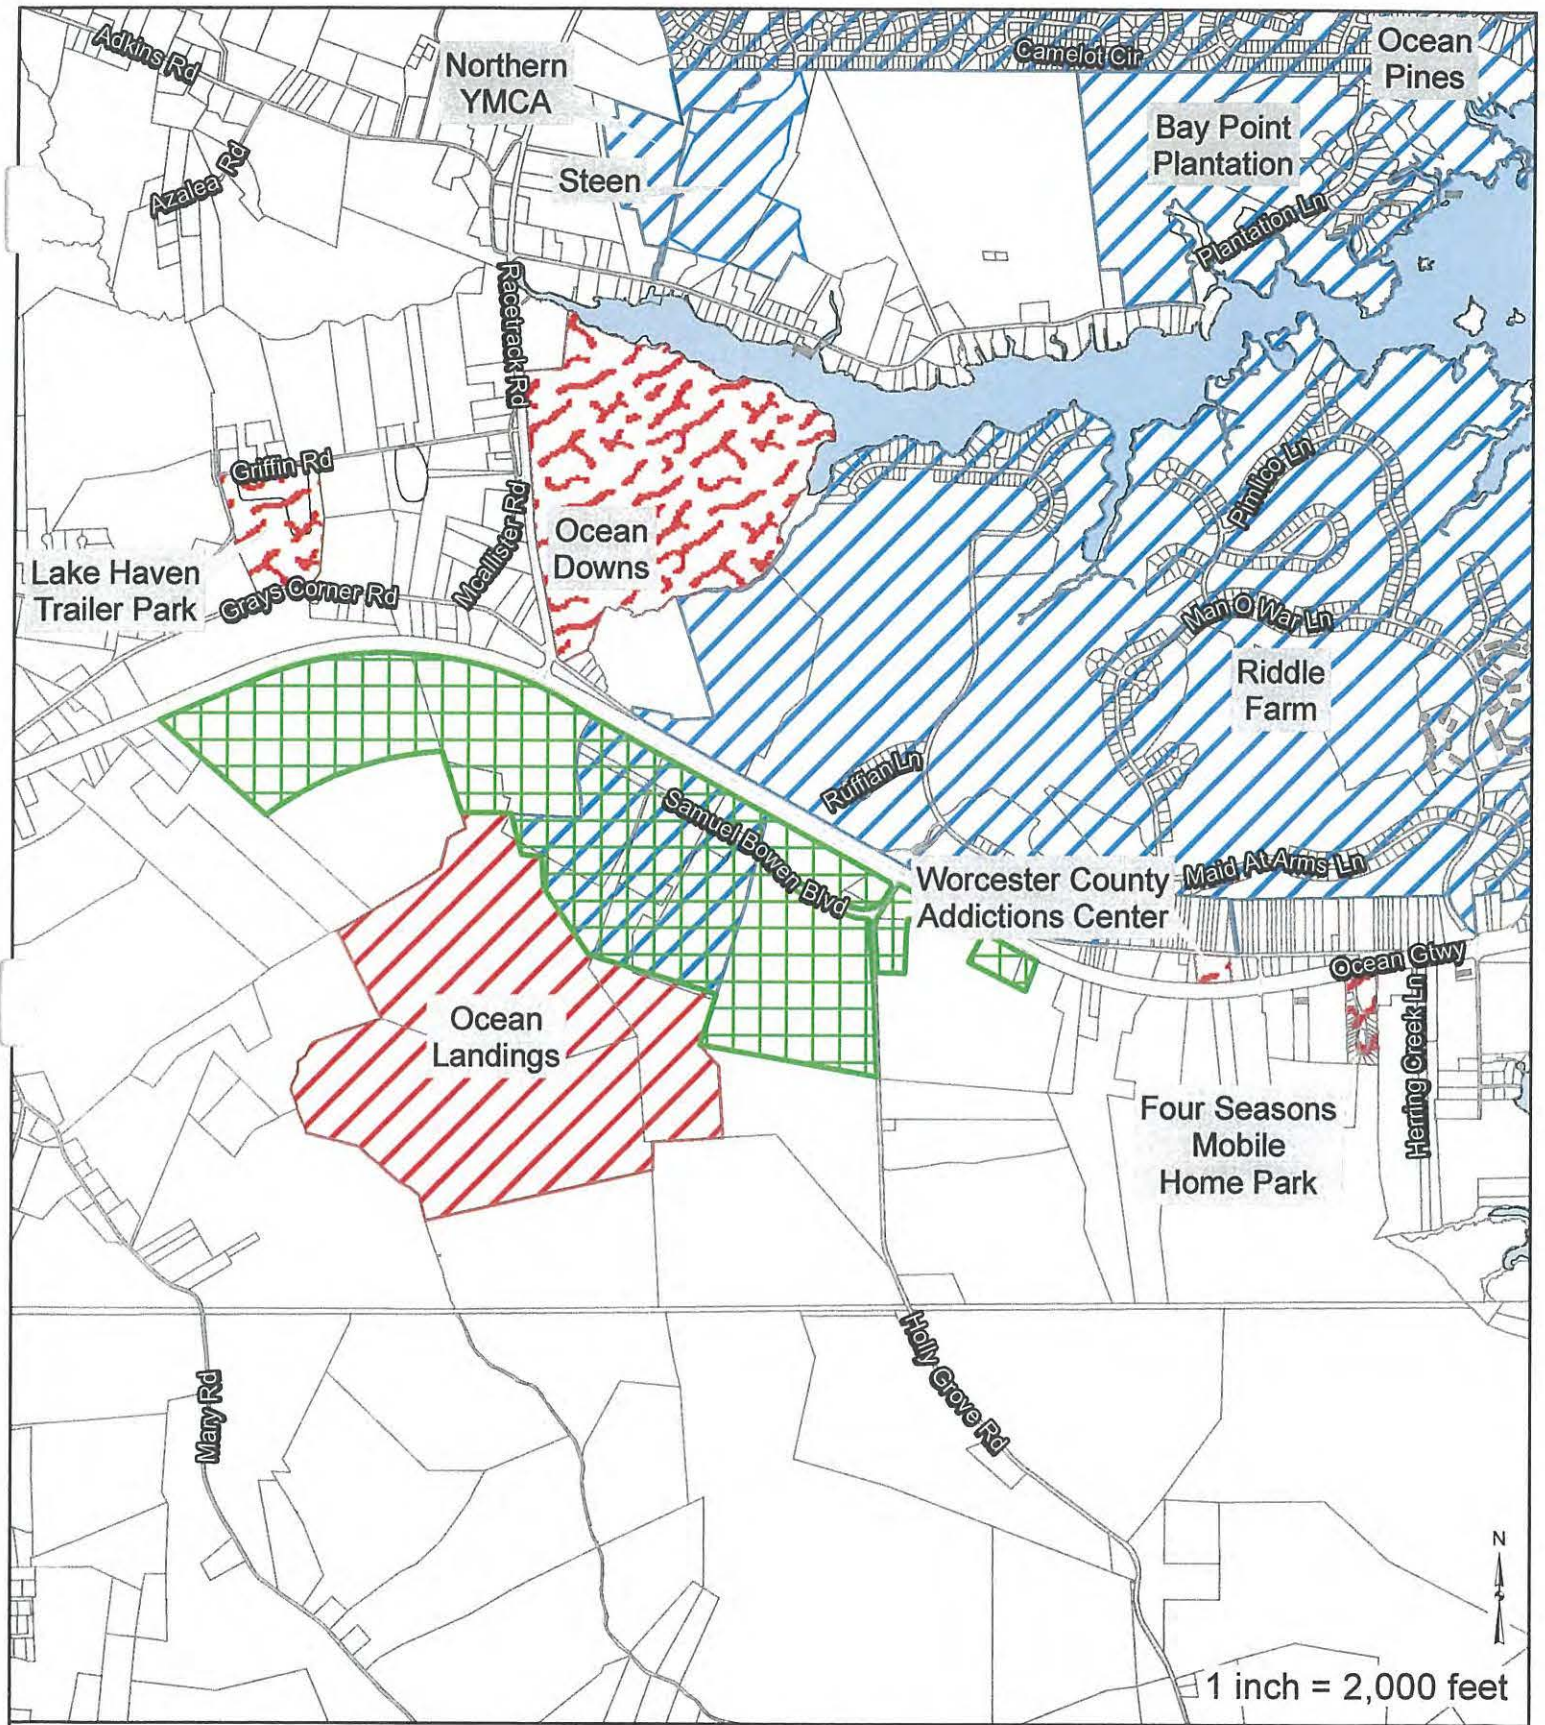 Adkins Rd
Northern
YMCA
Camelot Cir
Ocean
Pines
Bay Point
Plantation
Azalea Rd
Steen
Plantation Ln
Racetrack Rd
Griffin Rd
Pimlico Ln
Mcallister Rd
Ocean
Downs
Lake Haven
Trailer Park
Grays Corner Rd
Man O War Ln
Riddle
Farm
Ruffian Ln
Samuel Bowen Blvd
Worcester County
Addictions Center
Maid At Arms Ln
Ocean Gtwy
Ocean
Landings
Herring Creek Ln
Four Seasons
Mobile
Home Park
Holly Grove Rd
Mary Rd
N
1 inch = 2,000 feet